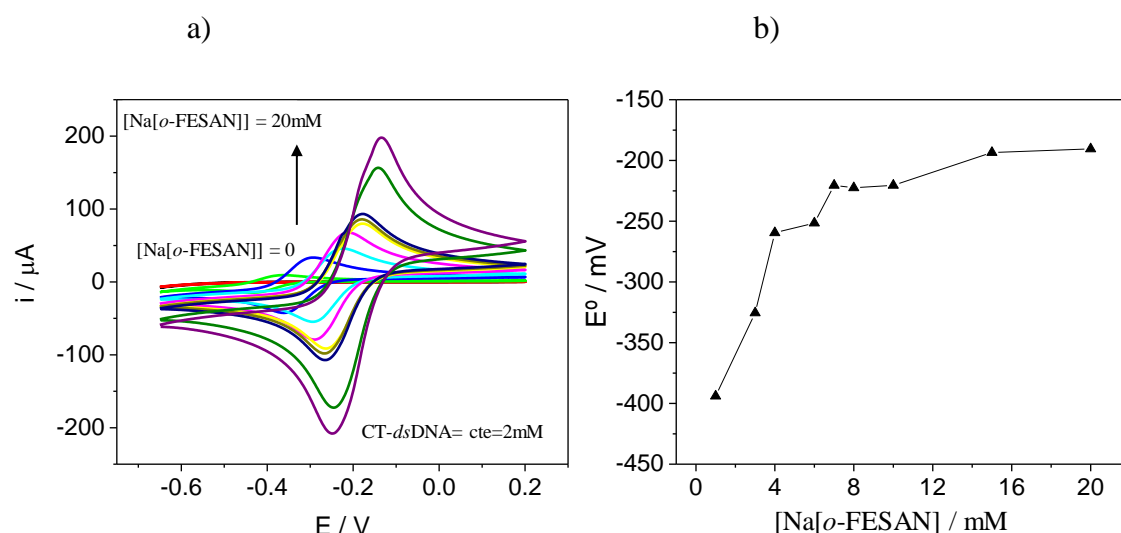 a)
b)
[Na[o-FESAN]] = 20mM
[Na[o-FESAN]] = 0
CT-dsDNA= cte=2mM
200
100
0
-100
-200
i / µA
-0.6
-0.4
-0.2
0.0
0.2
E / V
-150
-200
-250
-300
-350
-400
-450
Eº / mV
0
4
8
12
16
20
[Na[o-FESAN] / mM